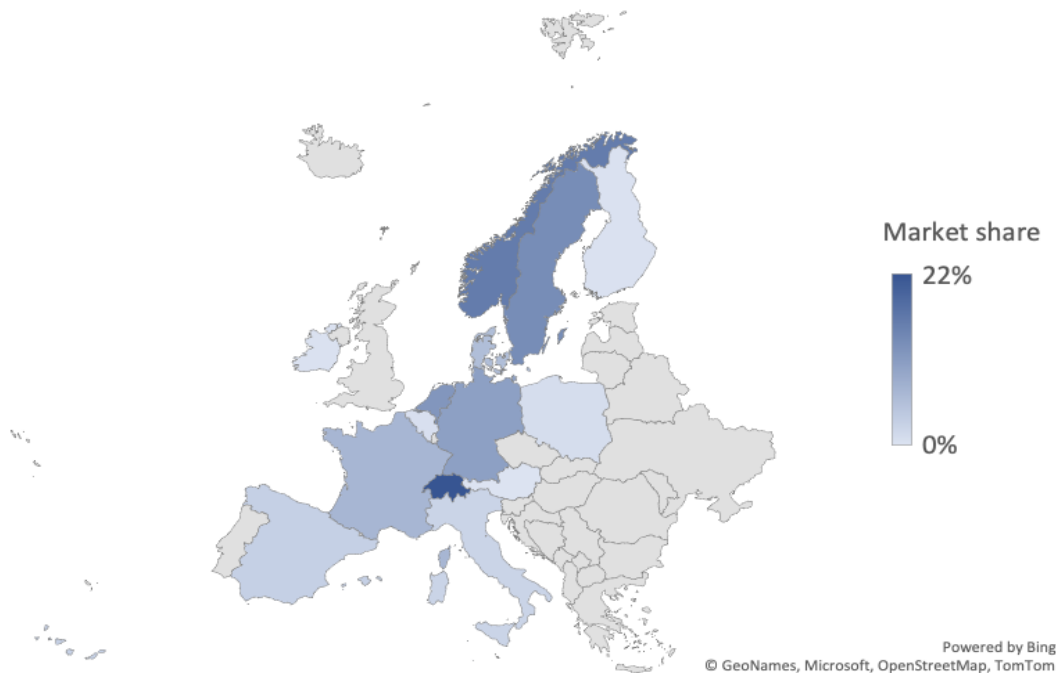 Market share
22%
0%
Powered by Bing
© GeoNames, Microsoft, OpenStreetMap, TomTom